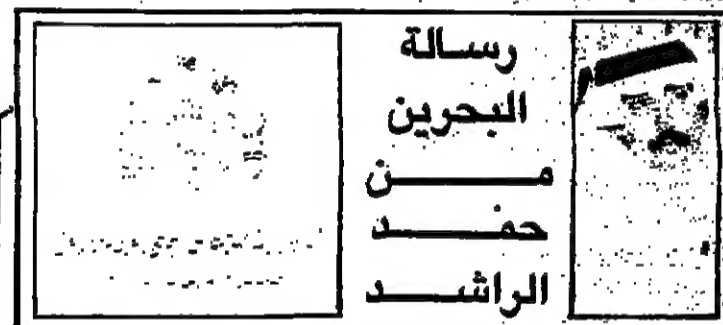 رسالة
البحرين
من
حمد
الراشد